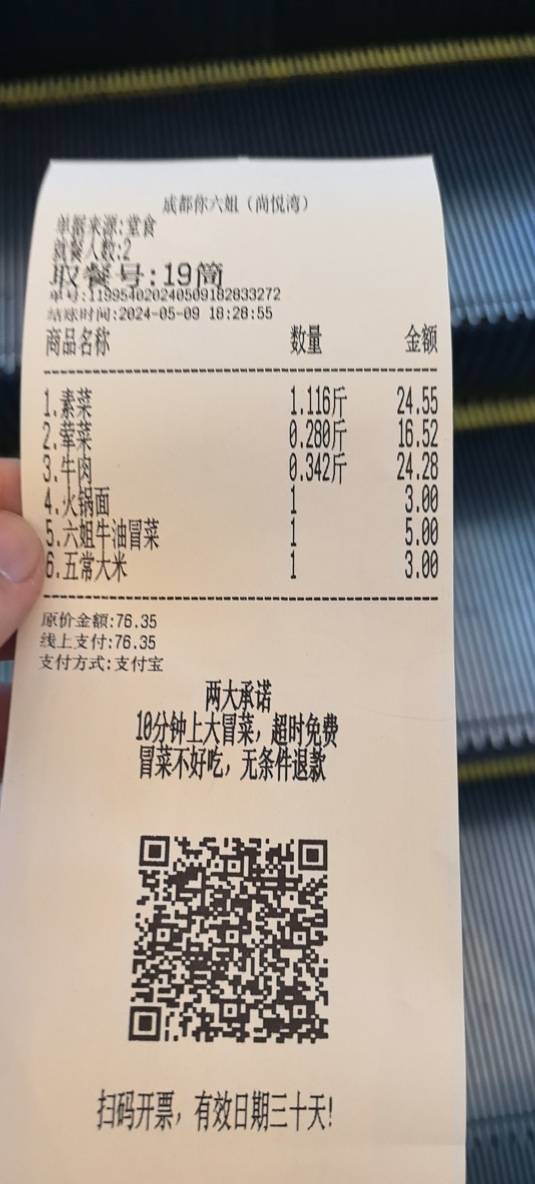 成都你六姐（尚悦湾）
单据来源:堂食
就餐人数:2
取餐号:19筒
单号:119954020240509182833272
结账时间:2024-05-09 18:28:55
商品名称 数量 金额
1.素菜 1.116斤 24.55
2.荤菜 0.280斤 16.52
3.牛肉 0.342斤 24.28
4.火锅面 1 3.00
5.六姐牛油冒菜 1 5.00
6.五常大米 1 3.00
原价金额:76.35
线上支付:76.35
支付方式:支付宝
两大承诺
10分钟上大冒菜，超时免费
冒菜不好吃，无条件退款
扫码开票，有效日期三十天!